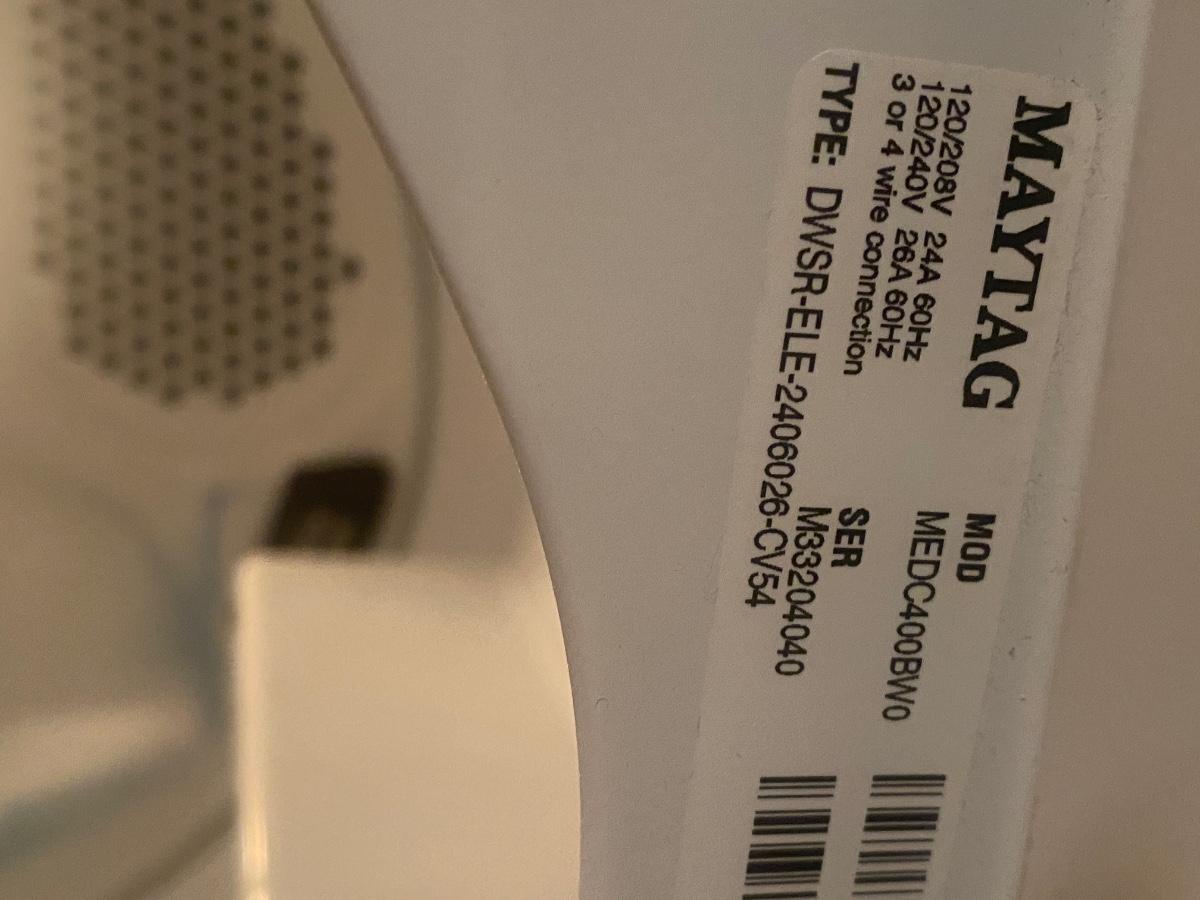 MAYTAG
120/208V 24A 60Hz
120/240V 26A 60Hz
3 or 4 wire connection
TYPE: DWSR-ELE-2406026-CV54
MOD
MEDC400BW0
SER
M33204040